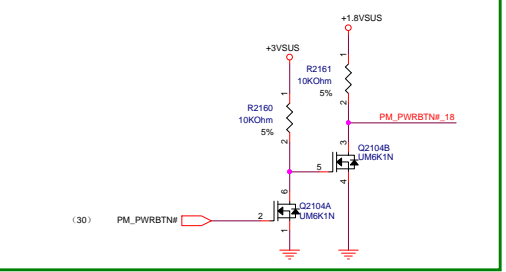 +1.8VSUS
+3VSUS
1
R2161
10KOhm
5%
2
1
R2160
10KOhm
5%
2
PM_PWRBTN#_18
3
Q2104B
UM6K1N
5
4
6
Q2104A
UM6K1N
2
1
（30） PM_PWRBTN#